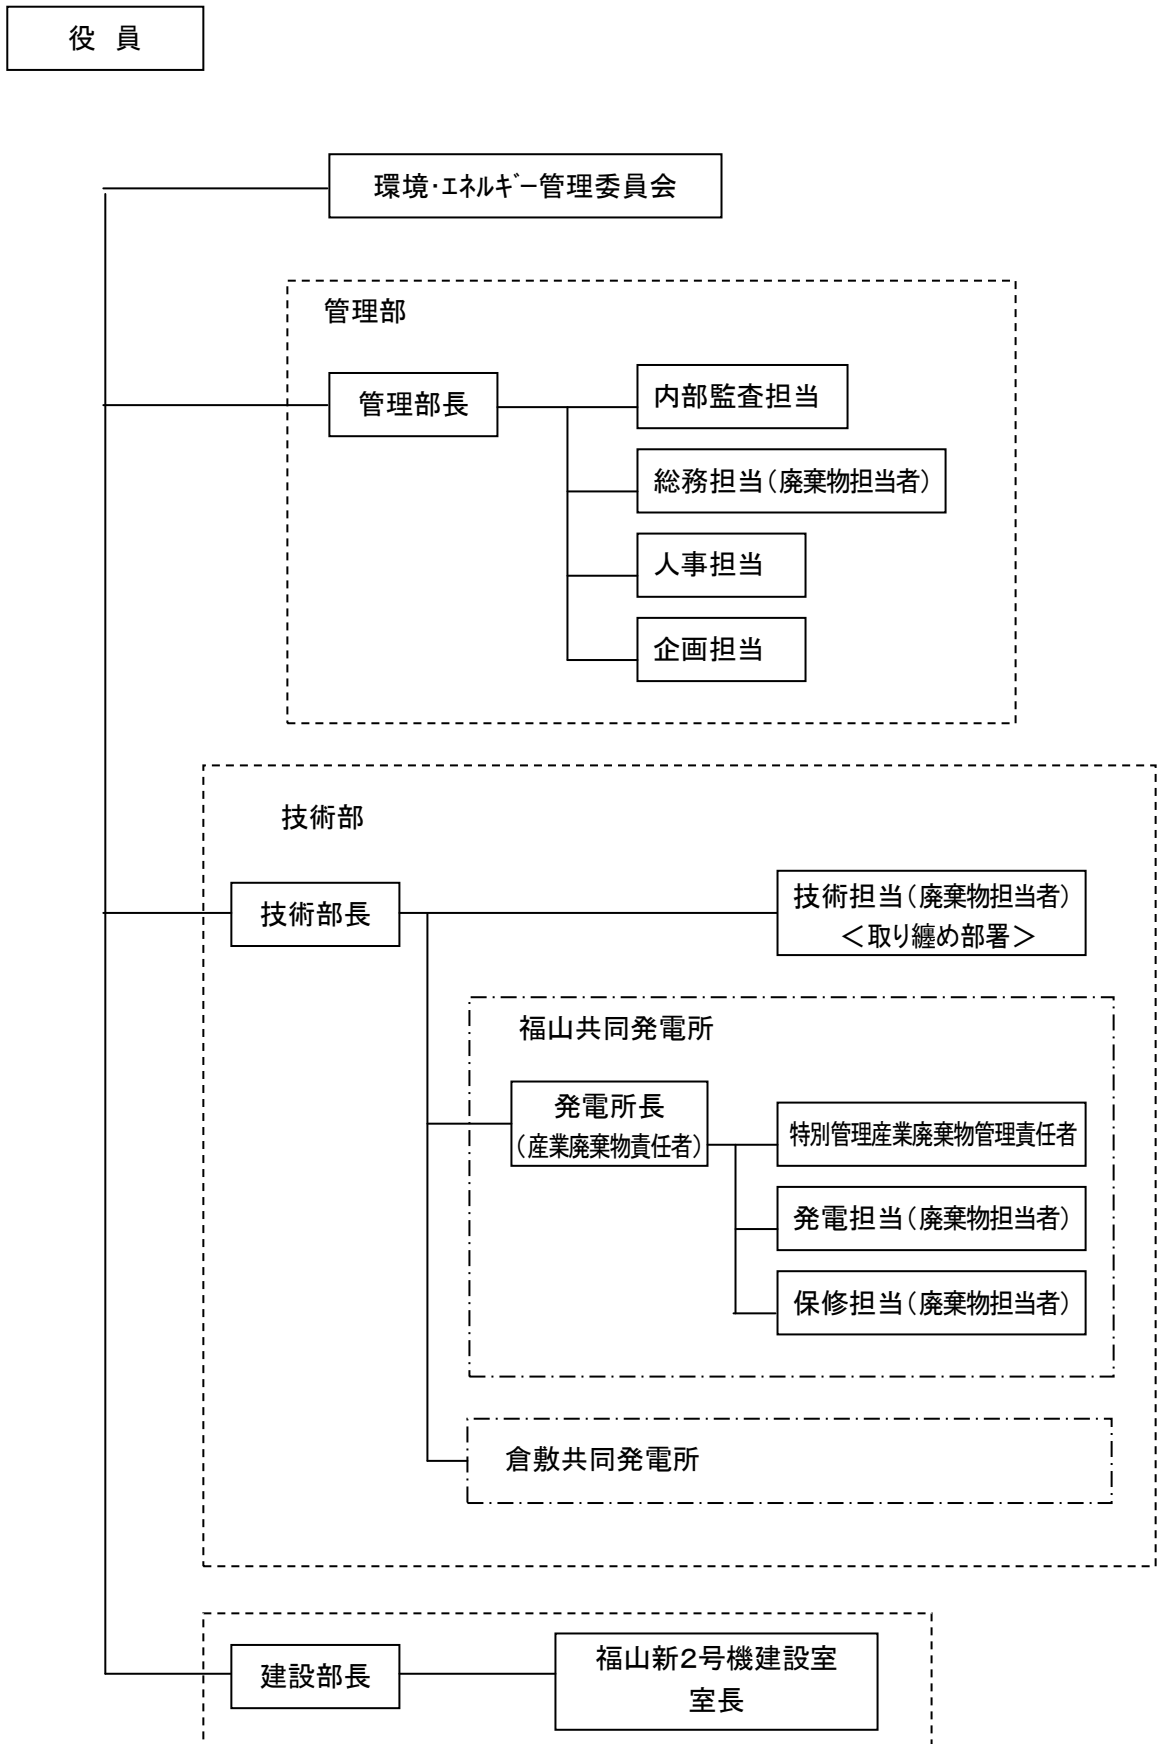 役 員
環境・ｴﾈﾙｷﾞｰ管理委員会
管理部
管理部長
内部監査担当
総務担当（廃棄物担当者）
人事担当
企画担当
技術部
技術部長
技術担当（廃棄物担当者）
＜取り纏め部署＞
福山共同発電所
発電所長
（産業廃棄物責任者）
特別管理産業廃棄物管理責任者
発電担当（廃棄物担当者）
保修担当（廃棄物担当者）
倉敷共同発電所
建設部長
福山新２号機建設室
室長